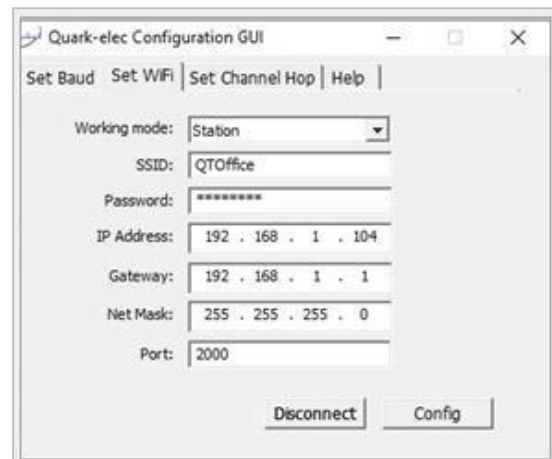 Quark-elec Configuration GUI
Set Baud Set WiFi Set Channel Hop Help
Working mode: Station
SSID: QTOffice
Password: ********
IP Address: 192 . 168 . 1 . 104
Gateway: 192 . 168 . 1 . 1
Net Mask: 255 . 255 . 255 . 0
Port: 2000
Disconnect Config